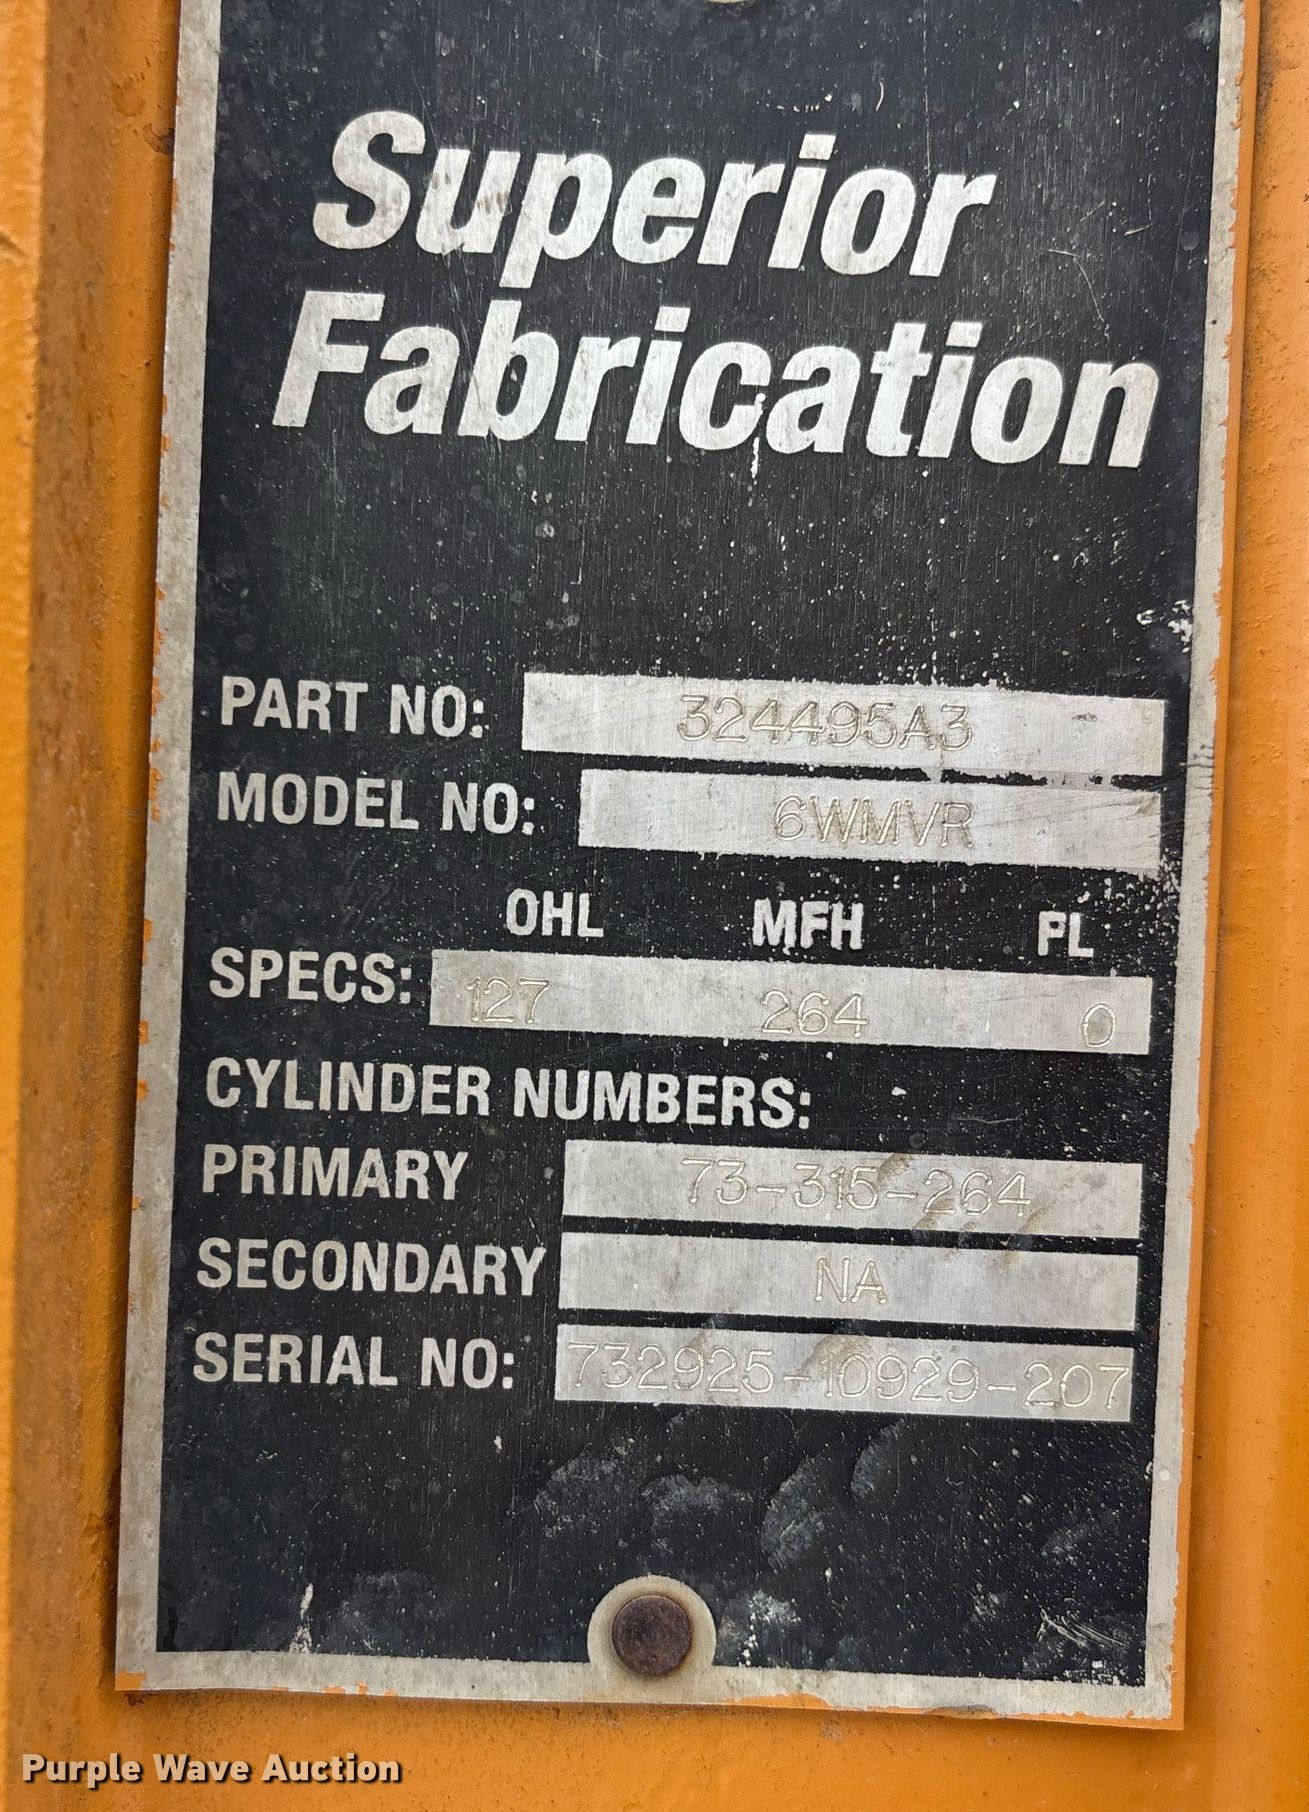 Superior
Fabrication
PART NO: 324495A3
MODEL NO: 6WMVR
OHL MFH FL
SPECS: 127 264 0
CYLINDER NUMBERS:
PRIMARY 73-315-264
SECONDARY NA
SERIAL NO: 732925-10929-207
Purple Wave Auction